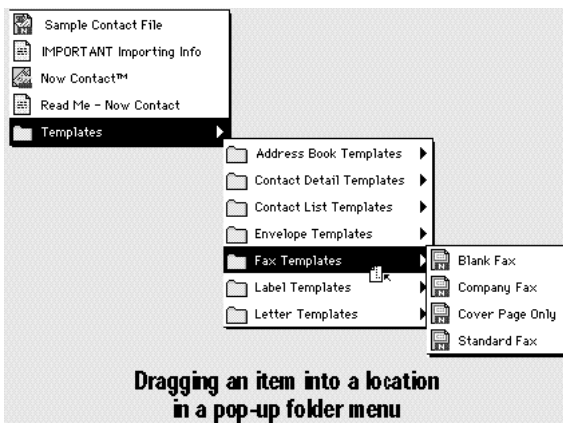 Sample Contact File
IMPORTANT Importing Info
Now Contact™
Read Me - Now Contact
Templates
Address Book Templates
Contact Detail Templates
Contact List Templates
Envelope Templates
Fax Templates
Label Templates
Letter Templates
Blank Fax
Company Fax
Cover Page Only
Standard Fax
Dragging an item into a location
in a pop-up folder menu